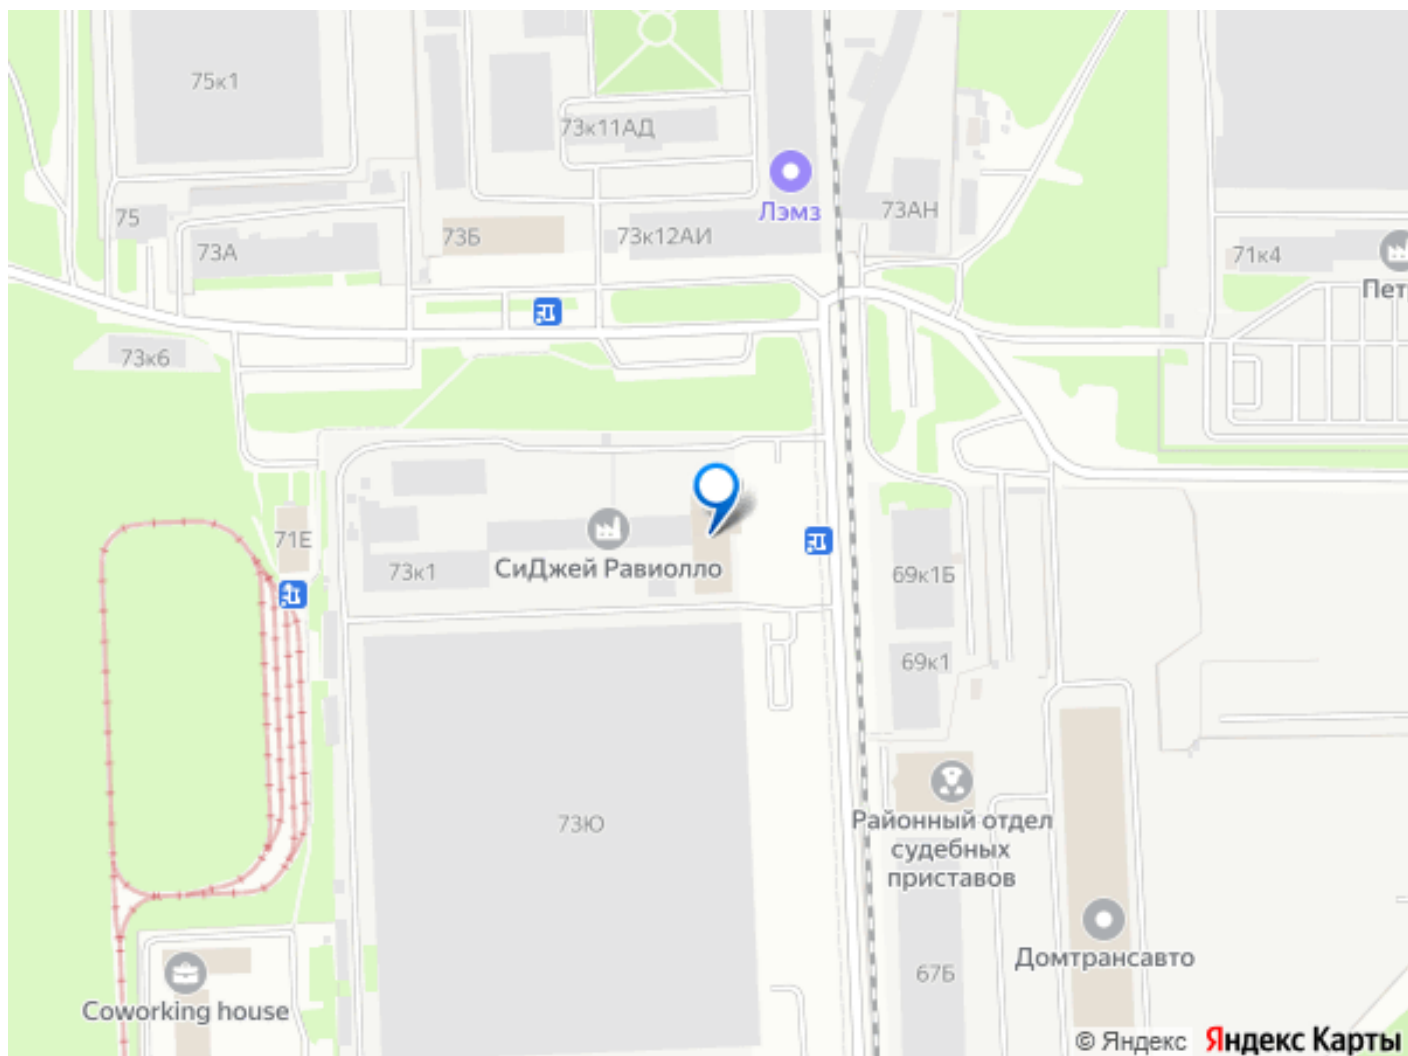 75к1
73к11АД
Лэмз
75
73А
73Б
73к12АИ
73АН
71к4
Пет
73к6
71Е
73к1
СиДжей Равиолло
69к1Б
69к1
73Ю
Районный отдел
судебных
приставов
Домтрансавто
67Б
Coworking house
© Яндекс Яндекс Карты